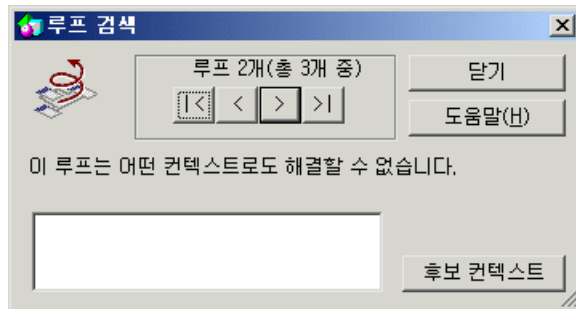 루프 검색
루프 2개(총 3개 중)
|< < > >|
닫기
도움말(H)
이 루프는 어떤 컨텍스트로도 해결할 수 없습니다.
후보 컨텍스트